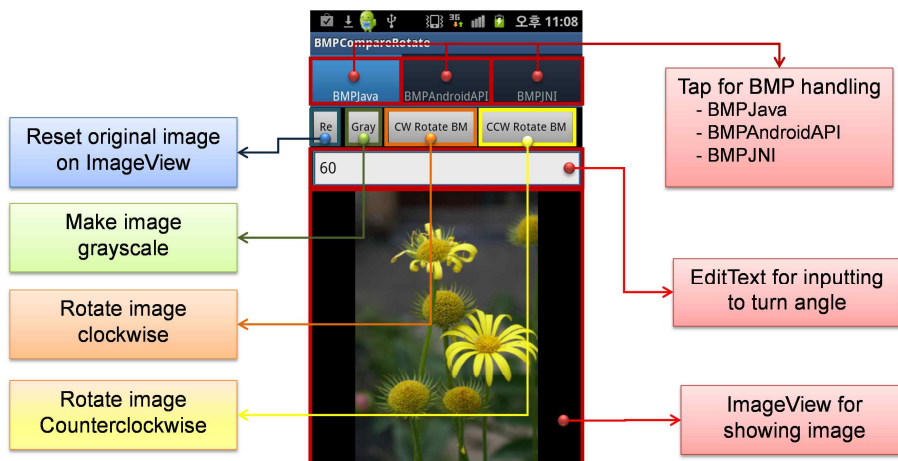 3G
오후 11:08
BMPCompareRotate
BMPJava
BMPAndroidAPI
BMPJNI
Re
Gray
CW Rotate BM
CCW Rotate BM
60
Reset original image
on ImageView
Make image
grayscale
Rotate image
clockwise
Rotate image
Counterclockwise
Tap for BMP handling
- BMPJava
- BMPAndroidAPI
- BMPJNI
EditText for inputting
to turn angle
ImageView for
showing image